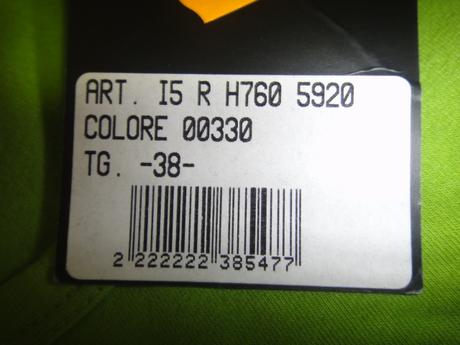 ART. I5 R H760 5920
COLORE 00330
TG. -38-
2 222222 385477